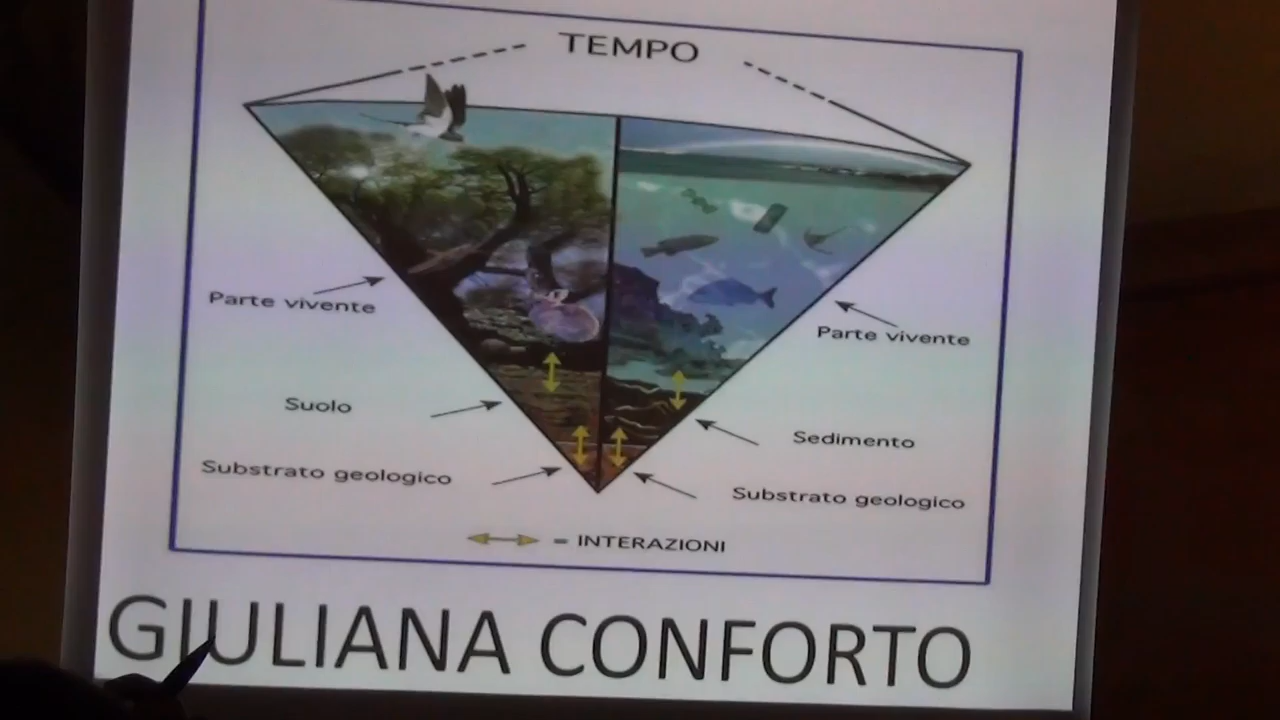 TEMPO
Parte vivente
Parte vivente
Suolo
Sedimento
Substrato geologico
Substrato geologico
= INTERAZIONI
GIULIANA CONFORTO